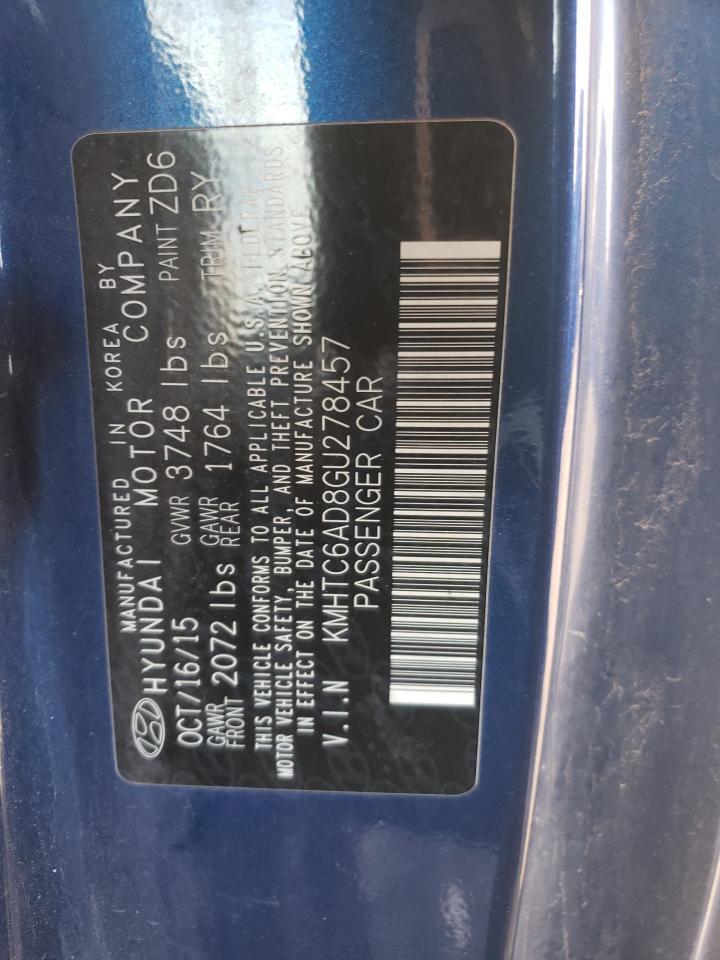 MANUFACTURED IN KOREA BY
HYUNDAI MOTOR COMPANY
OCT/16/15 GVWR 3748 lbs PAINT ZD6
GAWR FRONT 2072 lbs GAWR REAR 1764 lbs TRIM RY
THIS VEHICLE CONFORMS TO ALL APPLICABLE U.S.A. FEDERAL
MOTOR VEHICLE SAFETY, BUMPER, AND THEFT PREVENTION STANDARDS
IN EFFECT ON THE DATE OF MANUFACTURE SHOWN ABOVE
V.I.N KMHTC6AD8GU278457
PASSENGER CAR